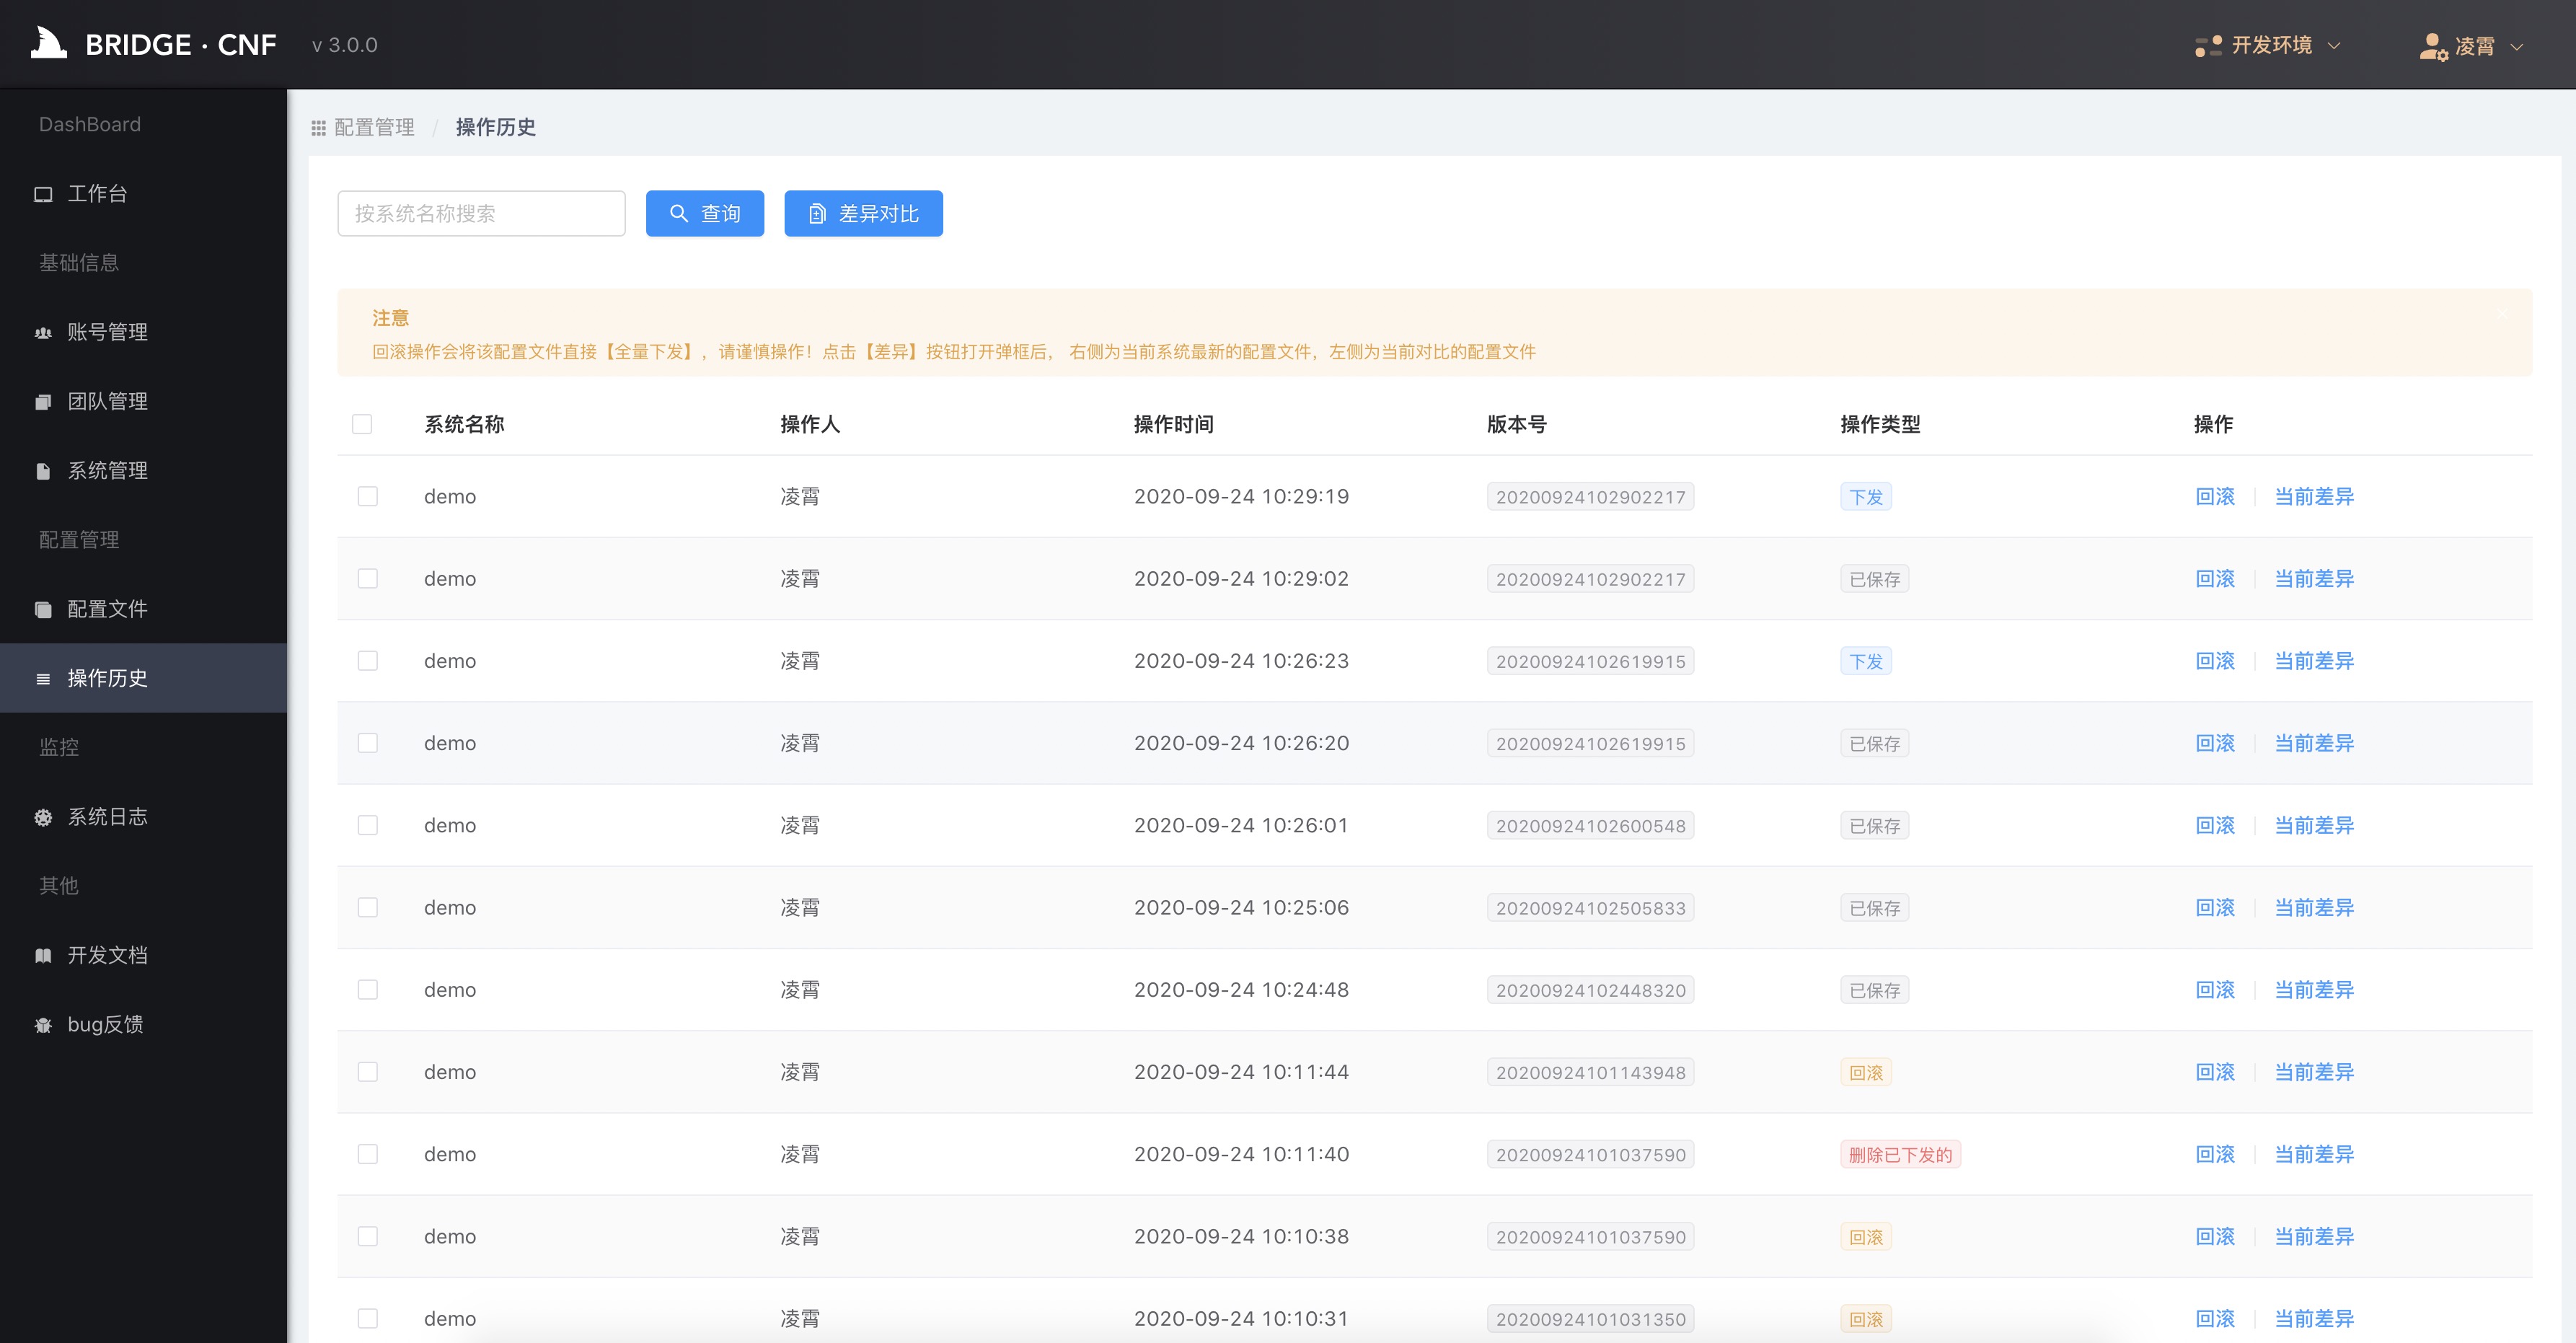 BRIDGE · CNF v 3.0.0 开发环境 凌霄
DashBoard
工作台
基础信息
账号管理
团队管理
系统管理
配置管理
配置文件
操作历史
监控
系统日志
其他
开发文档
bug反馈
配置管理 / 操作历史
按系统名称搜索 查询 差异对比
注意
回滚操作会将该配置文件直接【全量下发】，请谨慎操作！点击【差异】按钮打开弹框后， 右侧为当前系统最新的配置文件，左侧为当前对比的配置文件
系统名称 操作人 操作时间 版本号 操作类型 操作
demo 凌霄 2020-09-24 10:29:19 20200924102902217 下发 回滚 当前差异
demo 凌霄 2020-09-24 10:29:02 20200924102902217 已保存 回滚 当前差异
demo 凌霄 2020-09-24 10:26:23 20200924102619915 下发 回滚 当前差异
demo 凌霄 2020-09-24 10:26:20 20200924102619915 已保存 回滚 当前差异
demo 凌霄 2020-09-24 10:26:01 20200924102600548 已保存 回滚 当前差异
demo 凌霄 2020-09-24 10:25:06 20200924102505833 已保存 回滚 当前差异
demo 凌霄 2020-09-24 10:24:48 20200924102448320 已保存 回滚 当前差异
demo 凌霄 2020-09-24 10:11:44 20200924101143948 回滚 回滚 当前差异
demo 凌霄 2020-09-24 10:11:40 20200924101037590 删除已下发的 回滚 当前差异
demo 凌霄 2020-09-24 10:10:38 20200924101037590 回滚 回滚 当前差异
demo 凌霄 2020-09-24 10:10:31 20200924101031350 回滚 回滚 当前差异